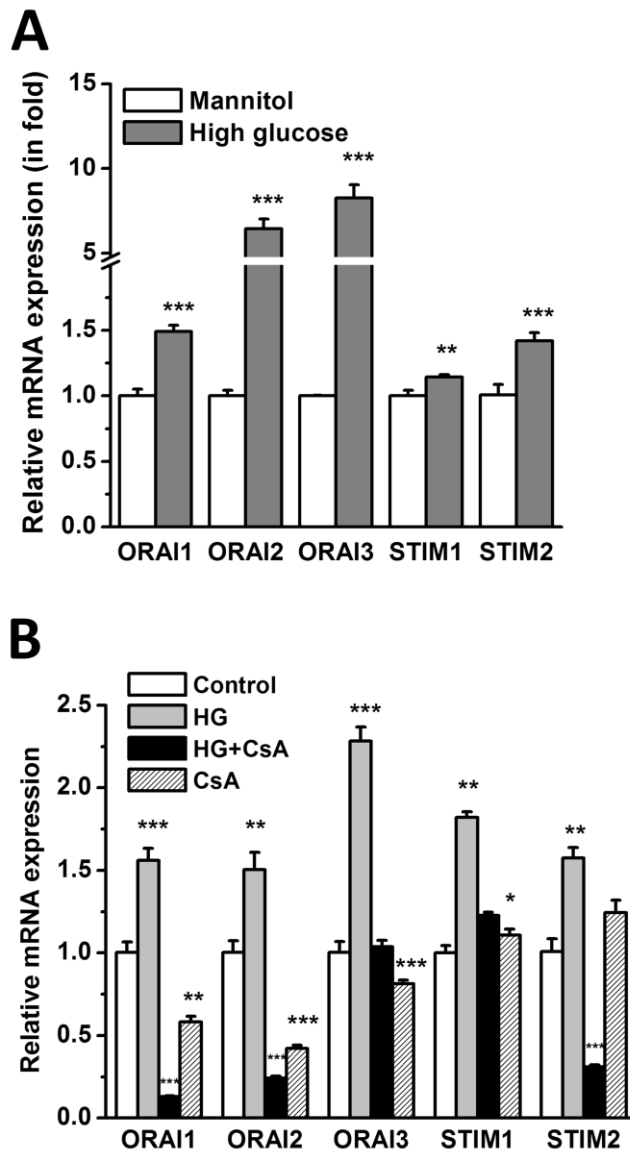 A
Relative mRNA expression (in fold)
15
10
5
1.5
1.0
0.5
0.0
Mannitol
High glucose
***
***
***
**
***
ORAI1 ORAI2 ORAI3 STIM1 STIM2
B
Relative mRNA expression
2.5
2.0
1.5
1.0
0.5
0.0
Control
HG
HG+CsA
CsA
***
***
**
**
***
***
***
***
**
*
**
***
ORAI1 ORAI2 ORAI3 STIM1 STIM2